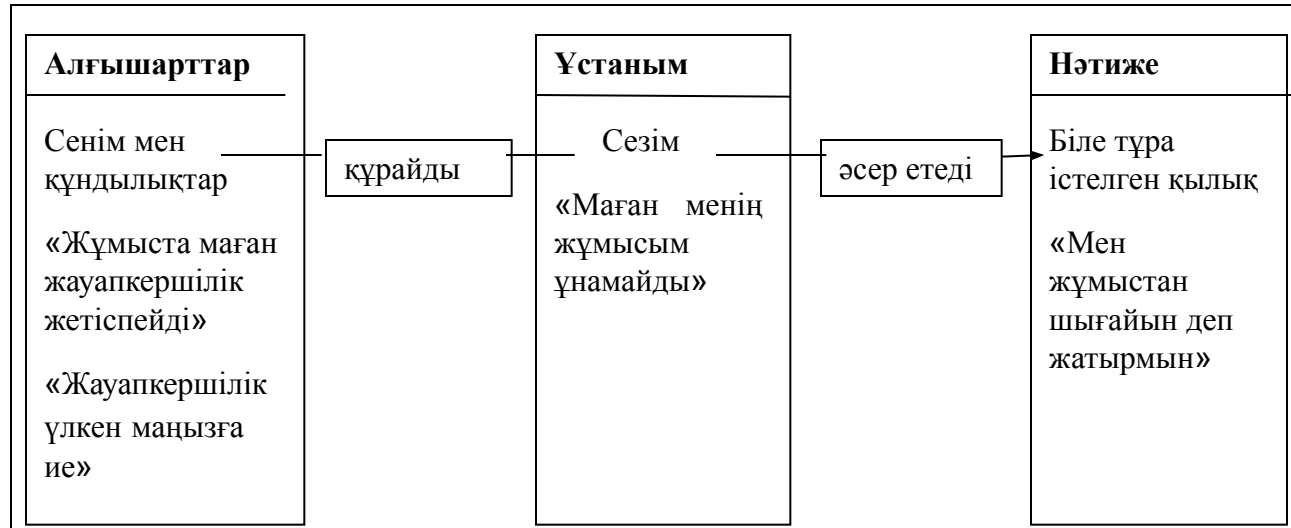 Алғышарттар
Сенім мен
құндылықтар
«Жұмыста маған
жауапкершілік
жетіспейді»
«Жауапкершілік
үлкен маңызға
ие»
құрайды
Ұстаным
Сезім
«Маған менің
жұмысым
ұнамайды»
әсер етеді
Нәтиже
Біле тұра
істелген қылық
«Мен
жұмыстан
шығайын деп
жатырмын»